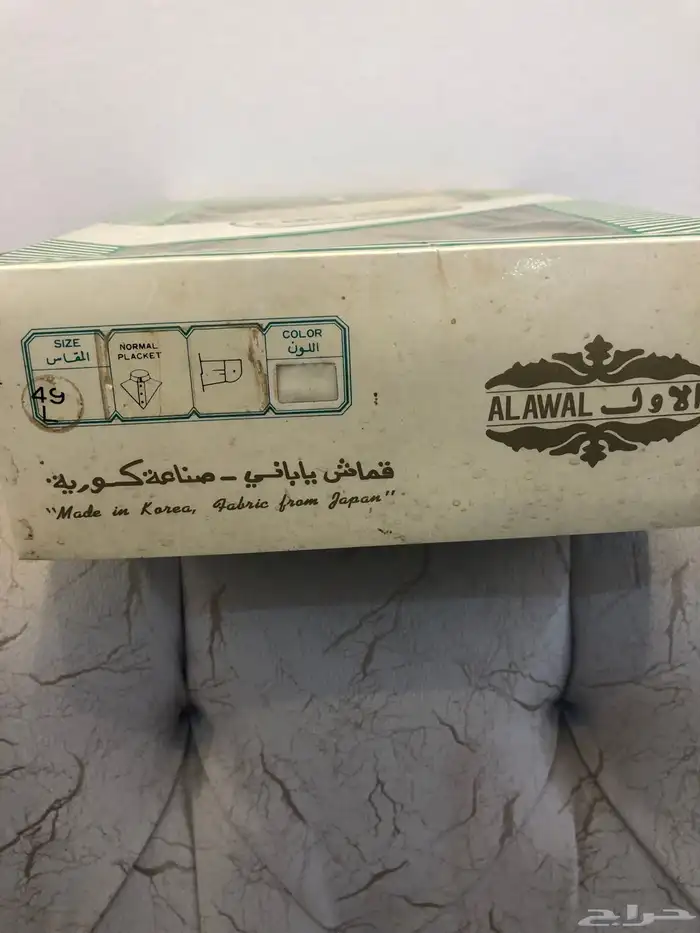 SIZE
المقاس
49
L
NORMAL
PLACKET
COLOR
اللون
ALAWAL الاول
قماش ياباني - صناعة كورية
"Made in Korea, Fabric from Japan"
حراج